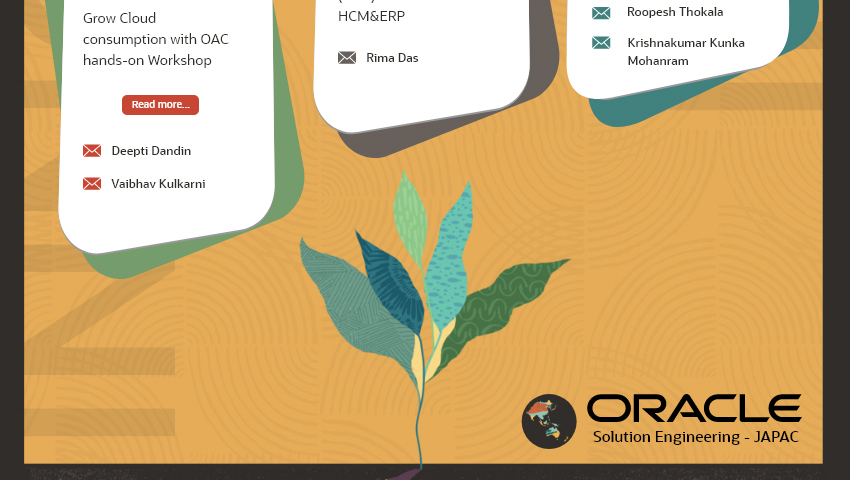 Grow Cloud
consumption with OAC
hands-on Workshop
Read more...
Deepti Dandin
Vaibhav Kulkarni
HCM&ERP
Rima Das
Roopesh Thokala
Krishnakumar Kunka
Mohanram
ORACLE
Solution Engineering - JAPAC